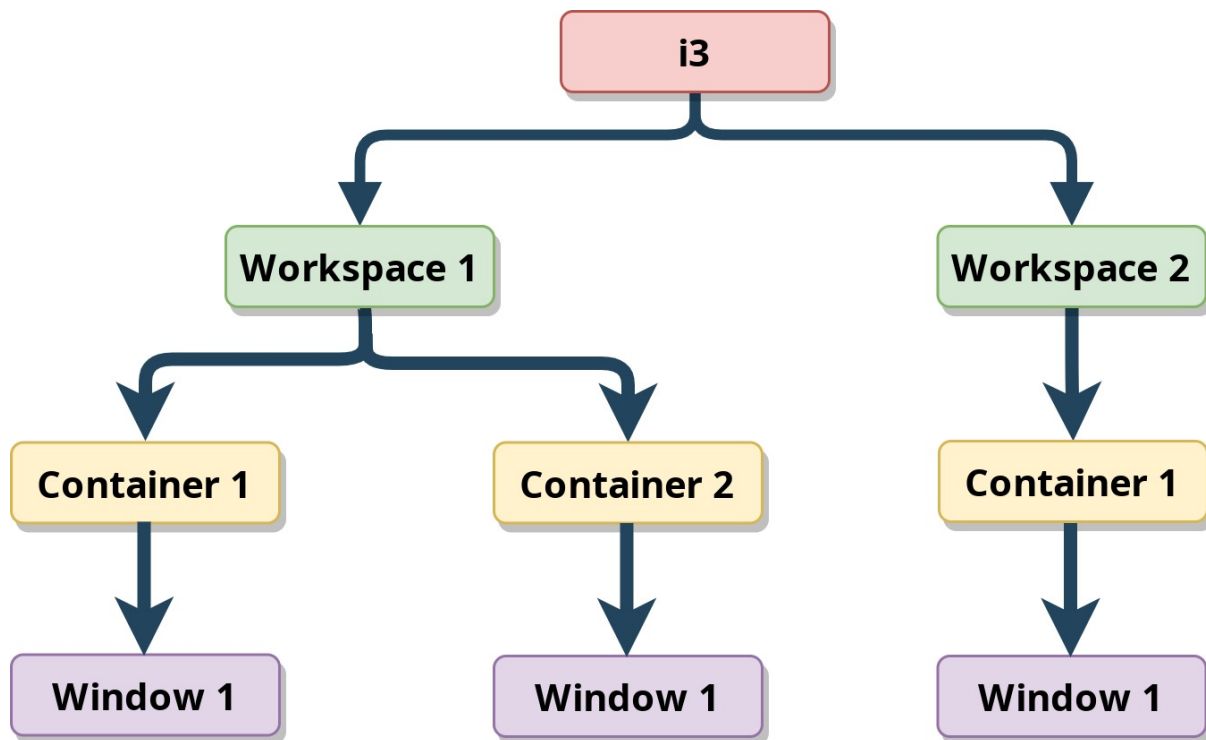 i3
Workspace 1
Workspace 2
Container 1
Container 2
Container 1
Window 1
Window 1
Window 1